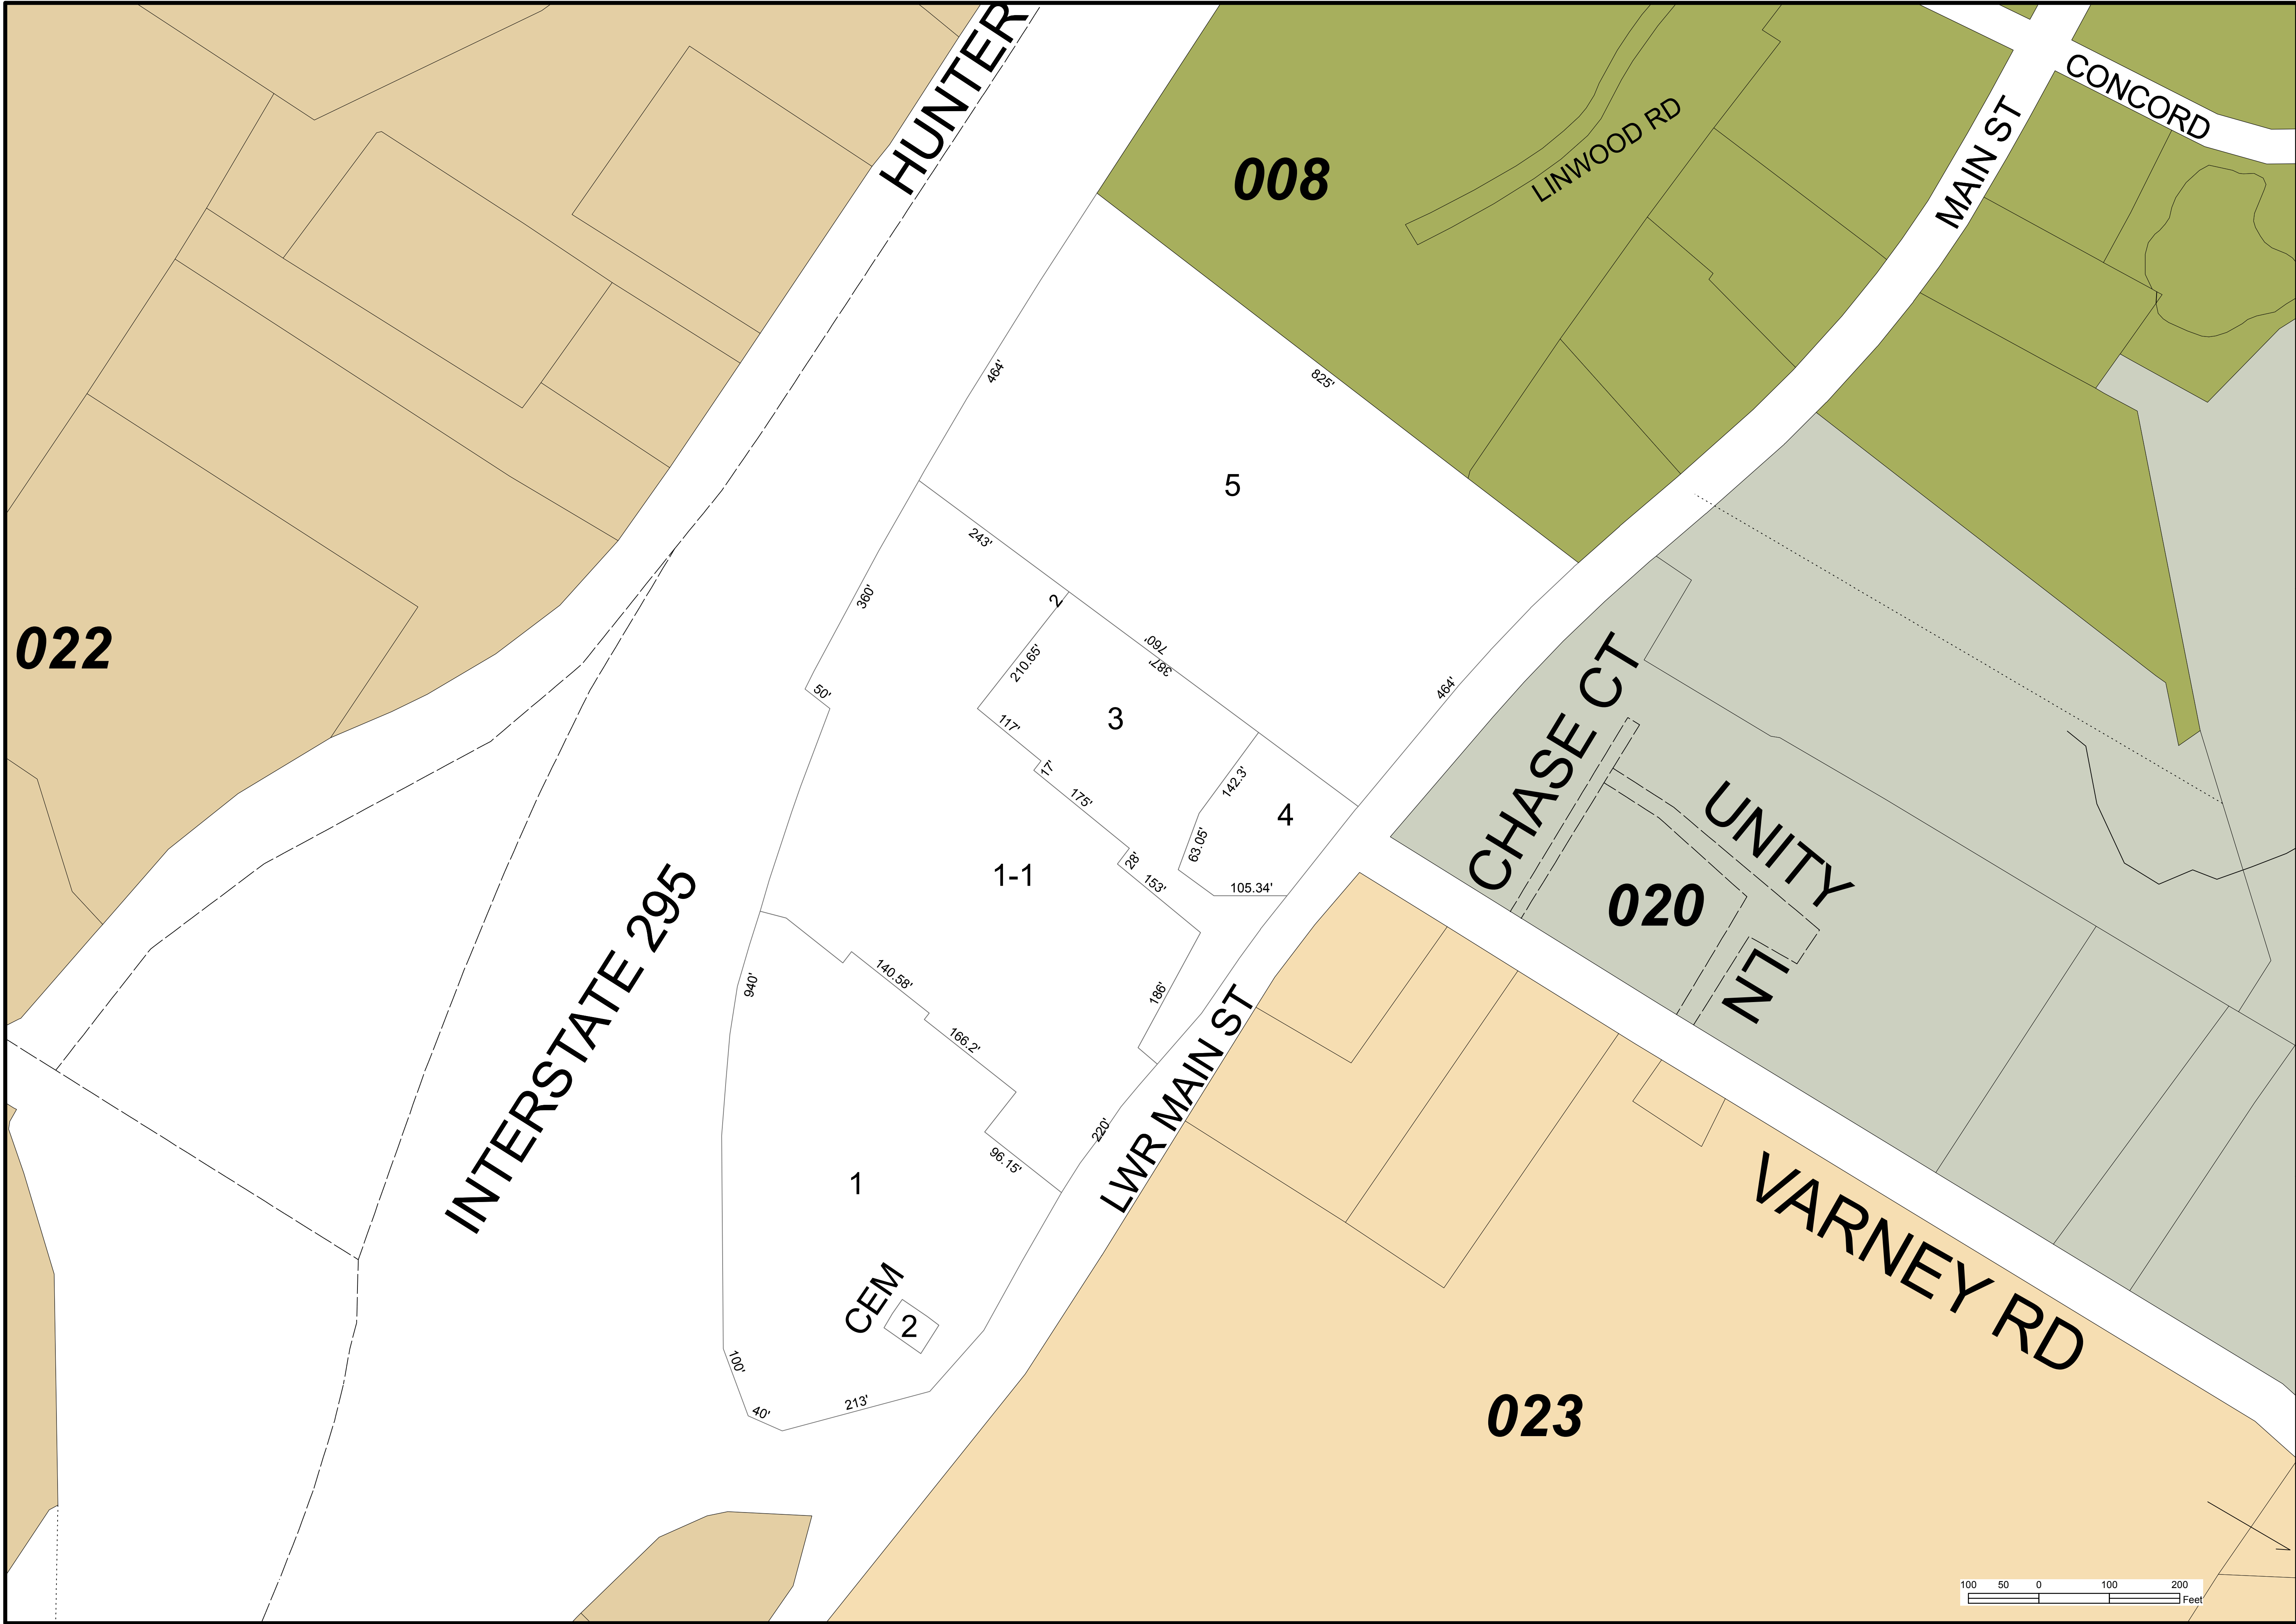 HUNTER
CONCORD
MAIN ST
LINWOOD RD
008
464'
825'
5
243'
360'
2
022
210.65'
760'
387'
50'
464'
3
117'
17'
175'
142.3'
CHASE CT
UNITY
LN
4
63.05'
28'
153'
105.34'
1-1
020
INTERSTATE 295
940'
140.58'
186'
166.2'
LWR MAIN ST
220'
96.15'
1
VARNEY RD
CEM
2
100'
40'
213'
023
100 50 0 100 200
Feet